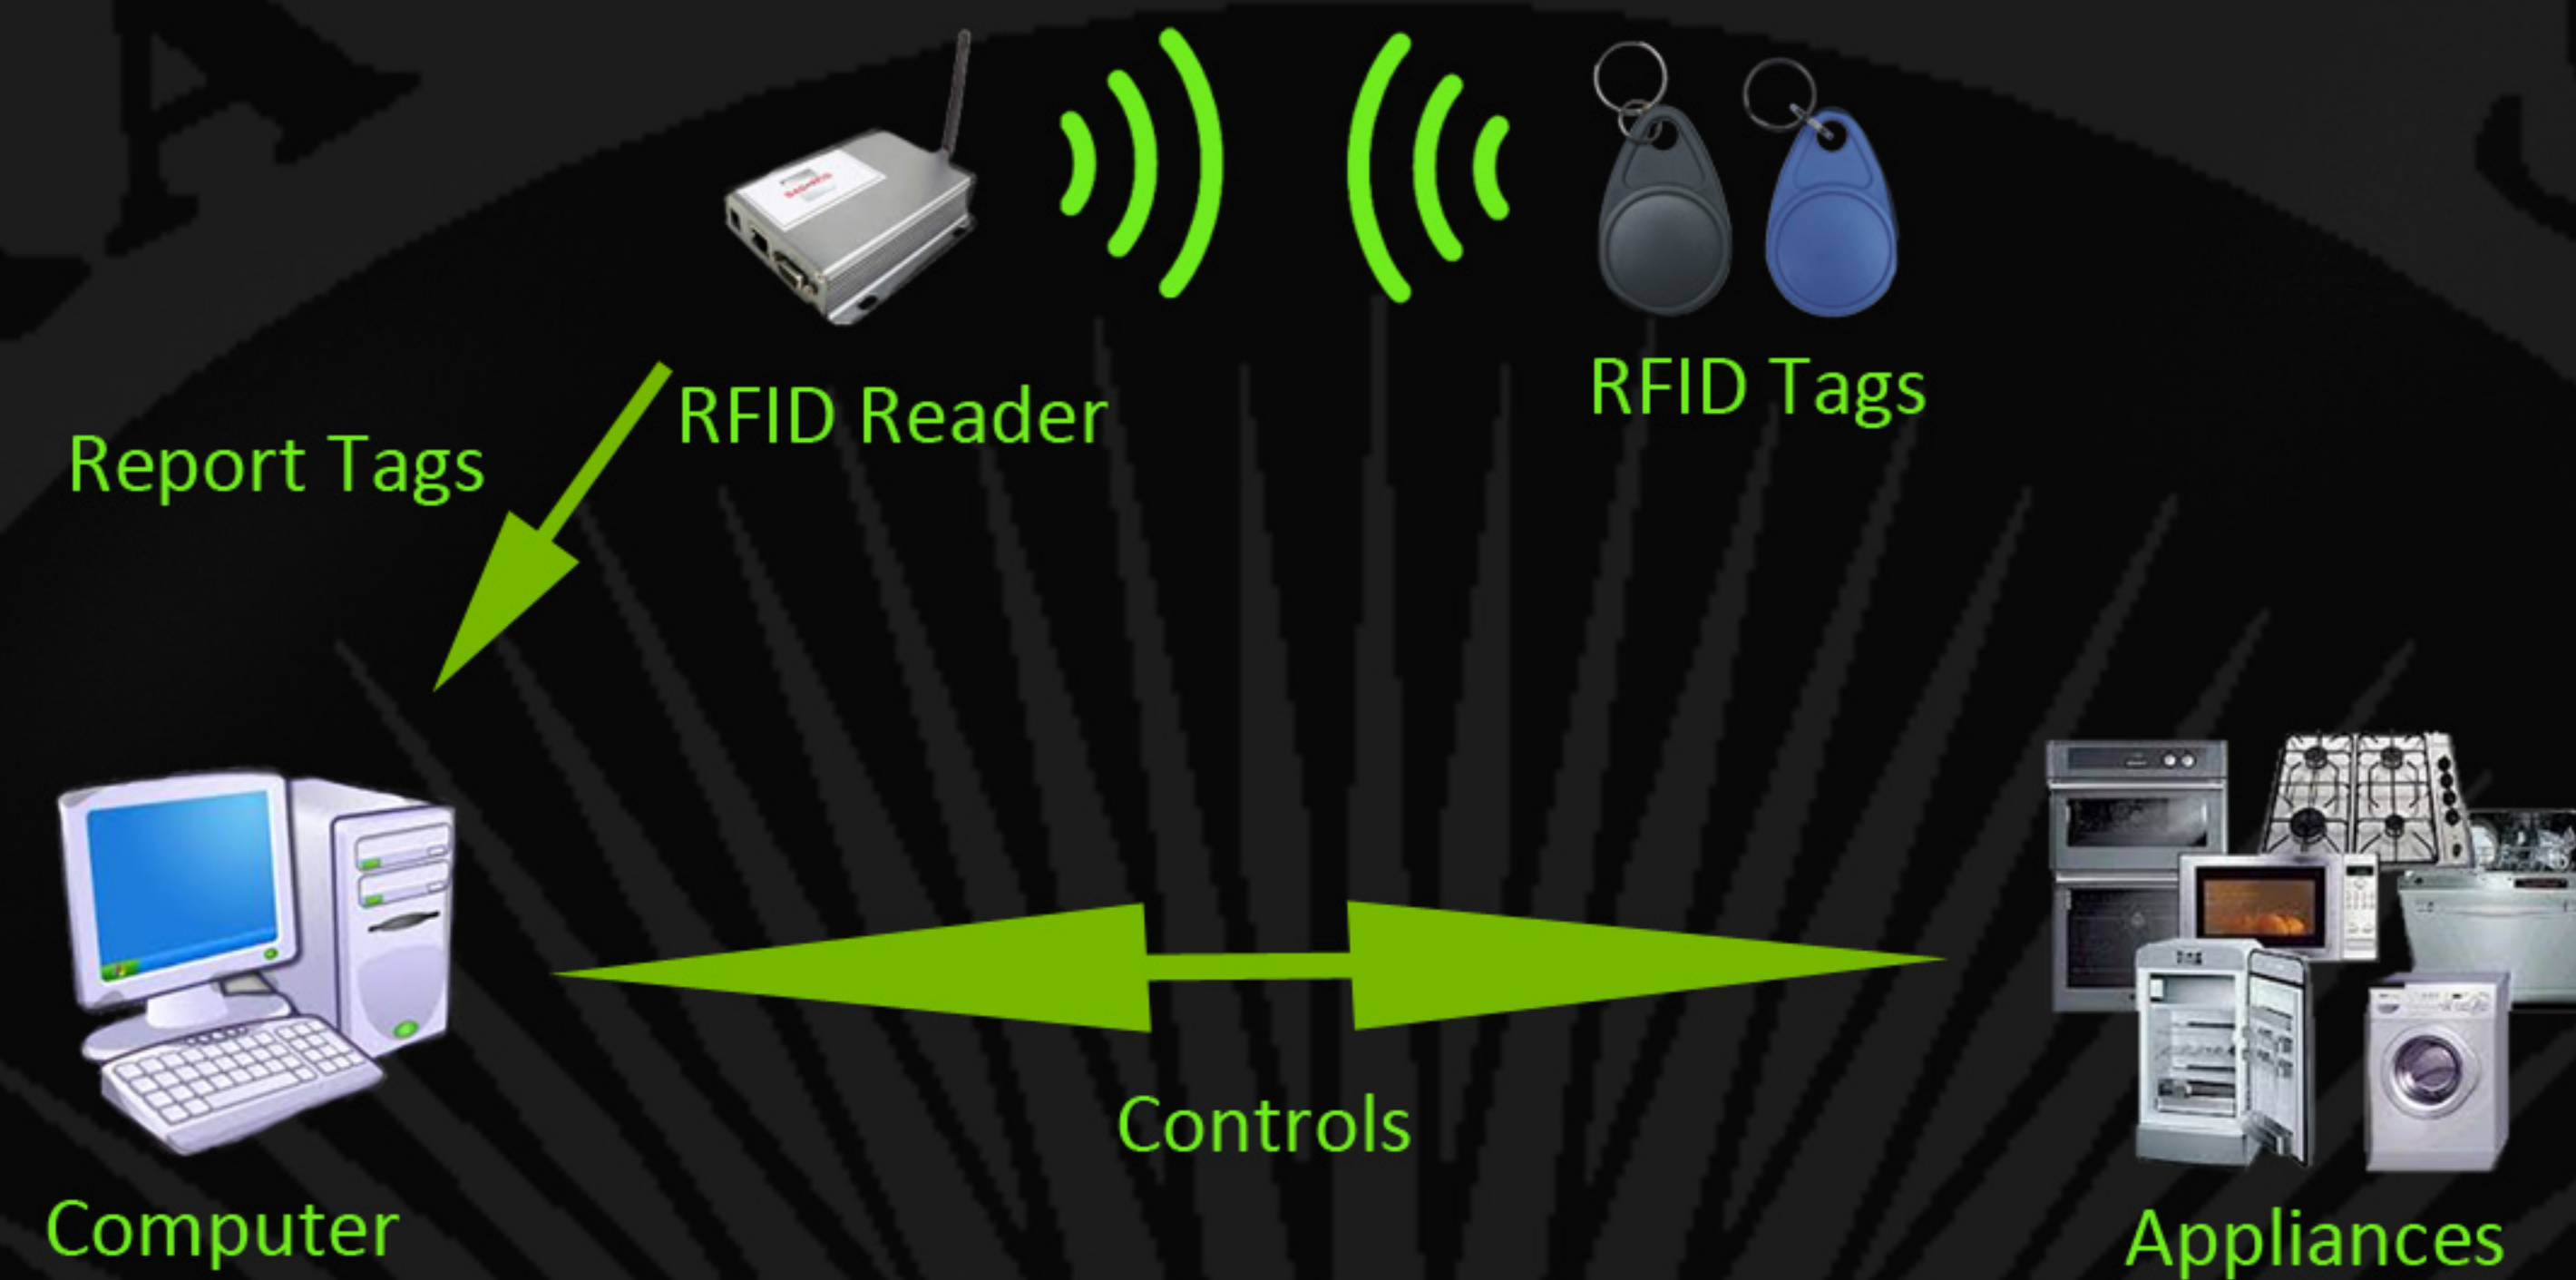 RFID Tags
RFID Reader
Report Tags
Controls
Computer
Appliances